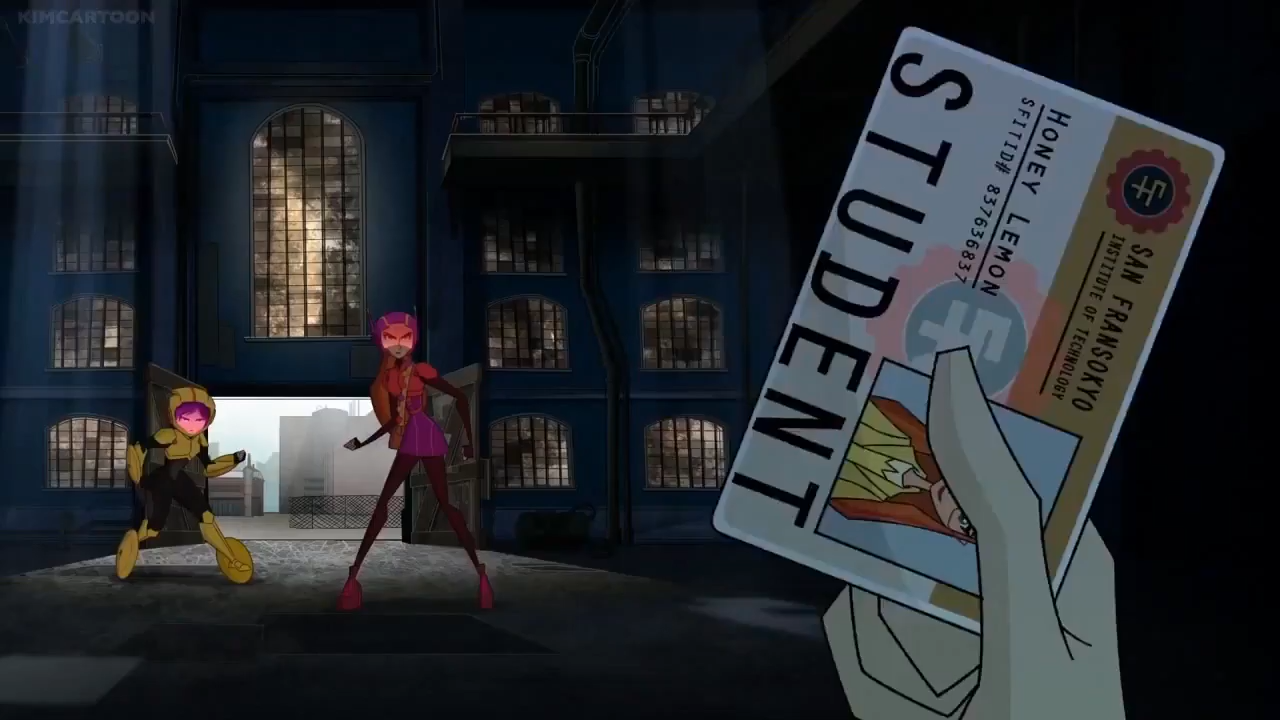 KIMCARTOON
SAN FRANSOKYO
INSTITUTE OF TECHNOLOGY
HONEY LEMON
SFITID# 837636837
STUDENT